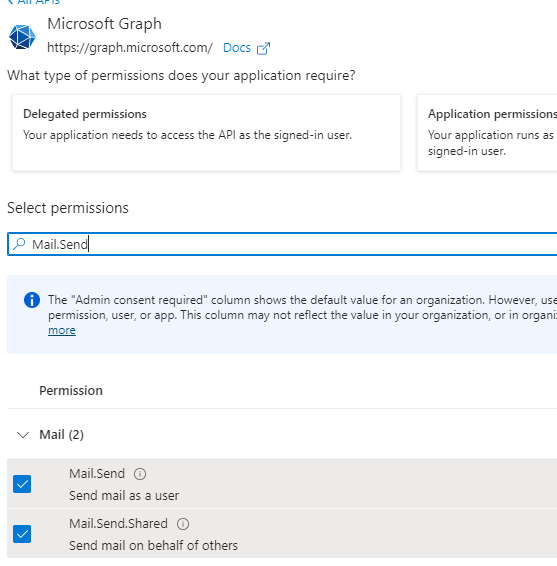 All APIs
Microsoft Graph
https://graph.microsoft.com/ Docs
What type of permissions does your application require?
Delegated permissions
Your application needs to access the API as the signed-in user.
Application permissions
Your application runs as
signed-in user.
Select permissions
Mail.Send
The "Admin consent required" column shows the default value for an organization. However, use
permission, user, or app. This column may not reflect the value in your organization, or in organi
more
Permission
Mail (2)
Mail.Send
Send mail as a user
Mail.Send.Shared
Send mail on behalf of others